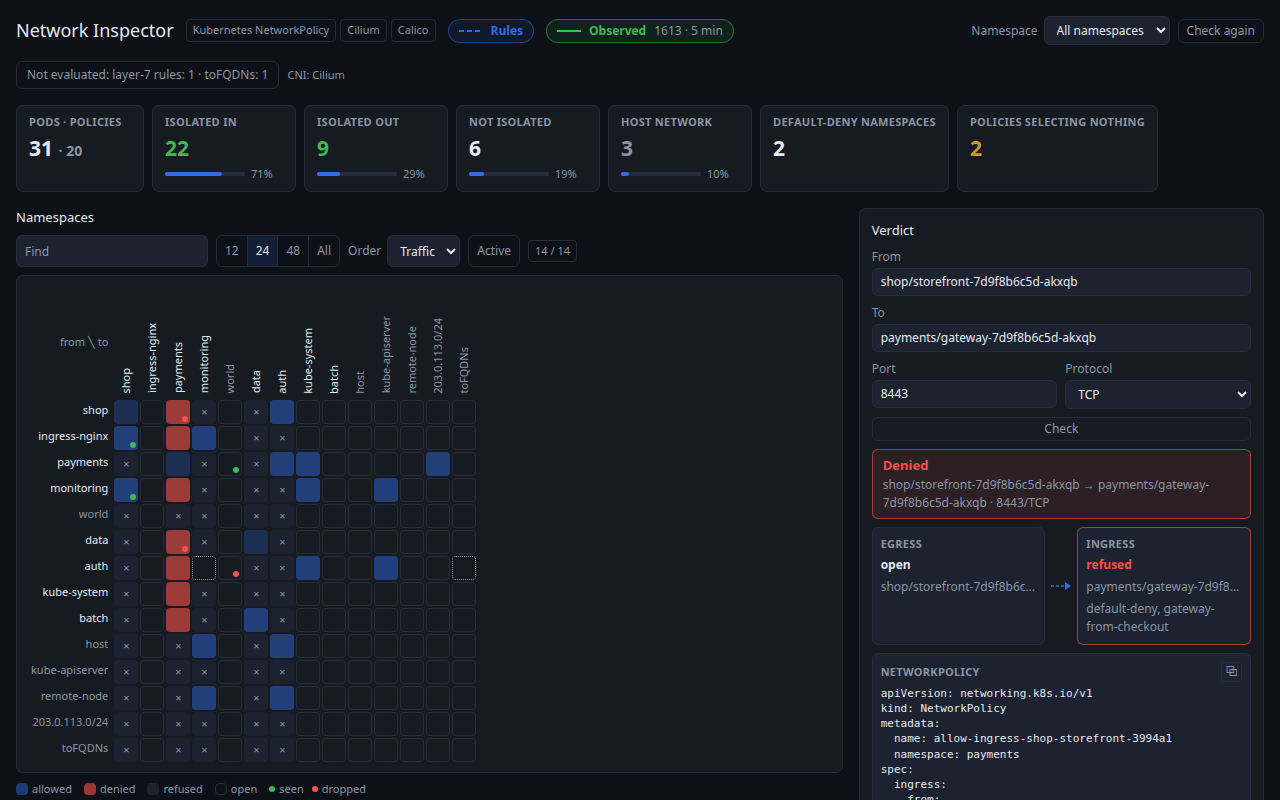 Network Inspector Kubernetes NetworkPolicy Cilium Calico Rules Observed 1613 · 5 min Namespace All namespaces Check again
Not evaluated: layer-7 rules: 1 · toFQDNs: 1 CNI: Cilium
PODS · POLICIES
31 · 20
ISOLATED IN
22
71%
ISOLATED OUT
9
29%
NOT ISOLATED
6
19%
HOST NETWORK
3
10%
DEFAULT-DENY NAMESPACES
2
POLICIES SELECTING NOTHING
2
Namespaces
Find 12 24 48 All Order Traffic Active 14 / 14
from ╲ to
shop
ingress-nginx
payments
monitoring
world
data
auth
kube-system
batch
host
kube-apiserver
remote-node
203.0.113.0/24
toFQDNs
shop × ×
ingress-nginx × ×
payments × × ×
monitoring × × ×
world × × × × × ×
data × × ×
auth × × ×
kube-system × × × ×
batch × × ×
host × × ×
kube-apiserver × × × × ×
remote-node × × ×
203.0.113.0/24 × × × × ×
toFQDNs × × × × ×
allowed denied refused open seen dropped
Verdict
From
shop/storefront-7d9f8b6c5d-akxqb
To
payments/gateway-7d9f8b6c5d-akxqb
Port Protocol
8443 TCP
Check
Denied
shop/storefront-7d9f8b6c5d-akxqb → payments/gateway-
7d9f8b6c5d-akxqb · 8443/TCP
EGRESS
open
shop/storefront-7d9f8b6c...
INGRESS
refused
payments/gateway-7d9f8...
default-deny, gateway-
from-checkout
NETWORKPOLICY
apiVersion: networking.k8s.io/v1
kind: NetworkPolicy
metadata:
name: allow-ingress-shop-storefront-3994a1
namespace: payments
spec:
ingress:
from: